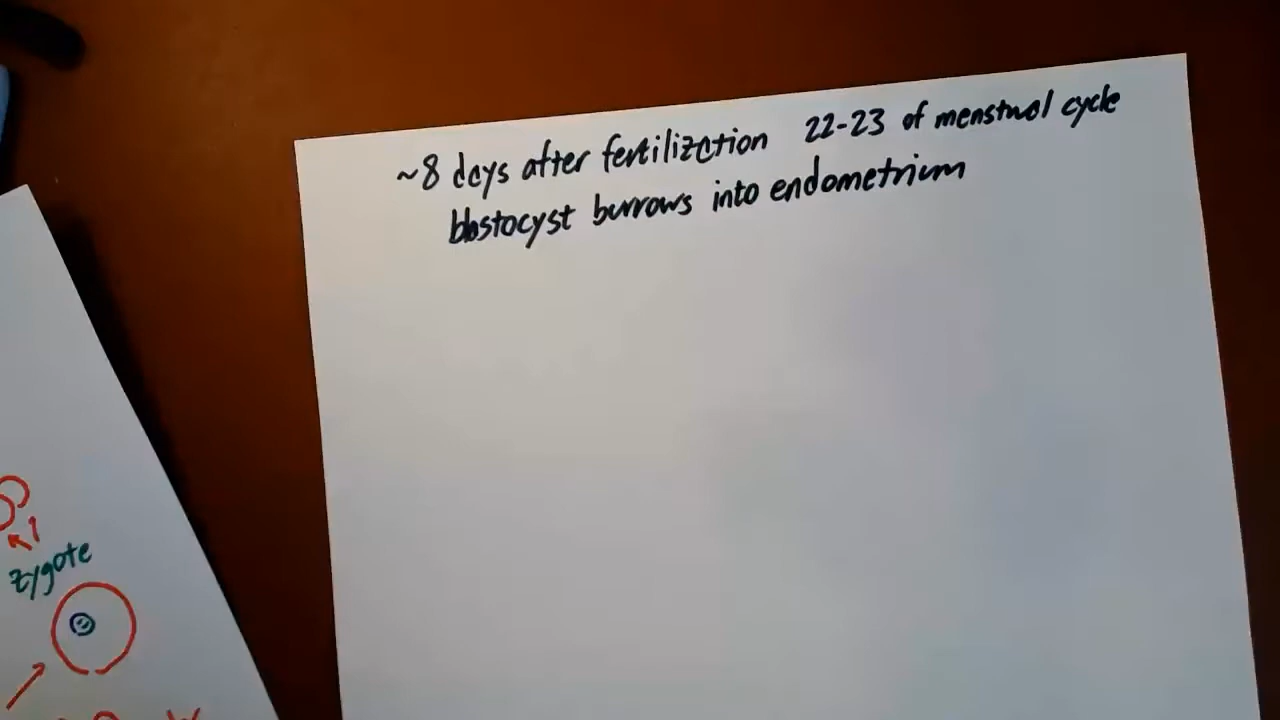 ~8 days after fertilization 22-23 of menstrual cycle
blastocyst burrows into endometrium
zygote